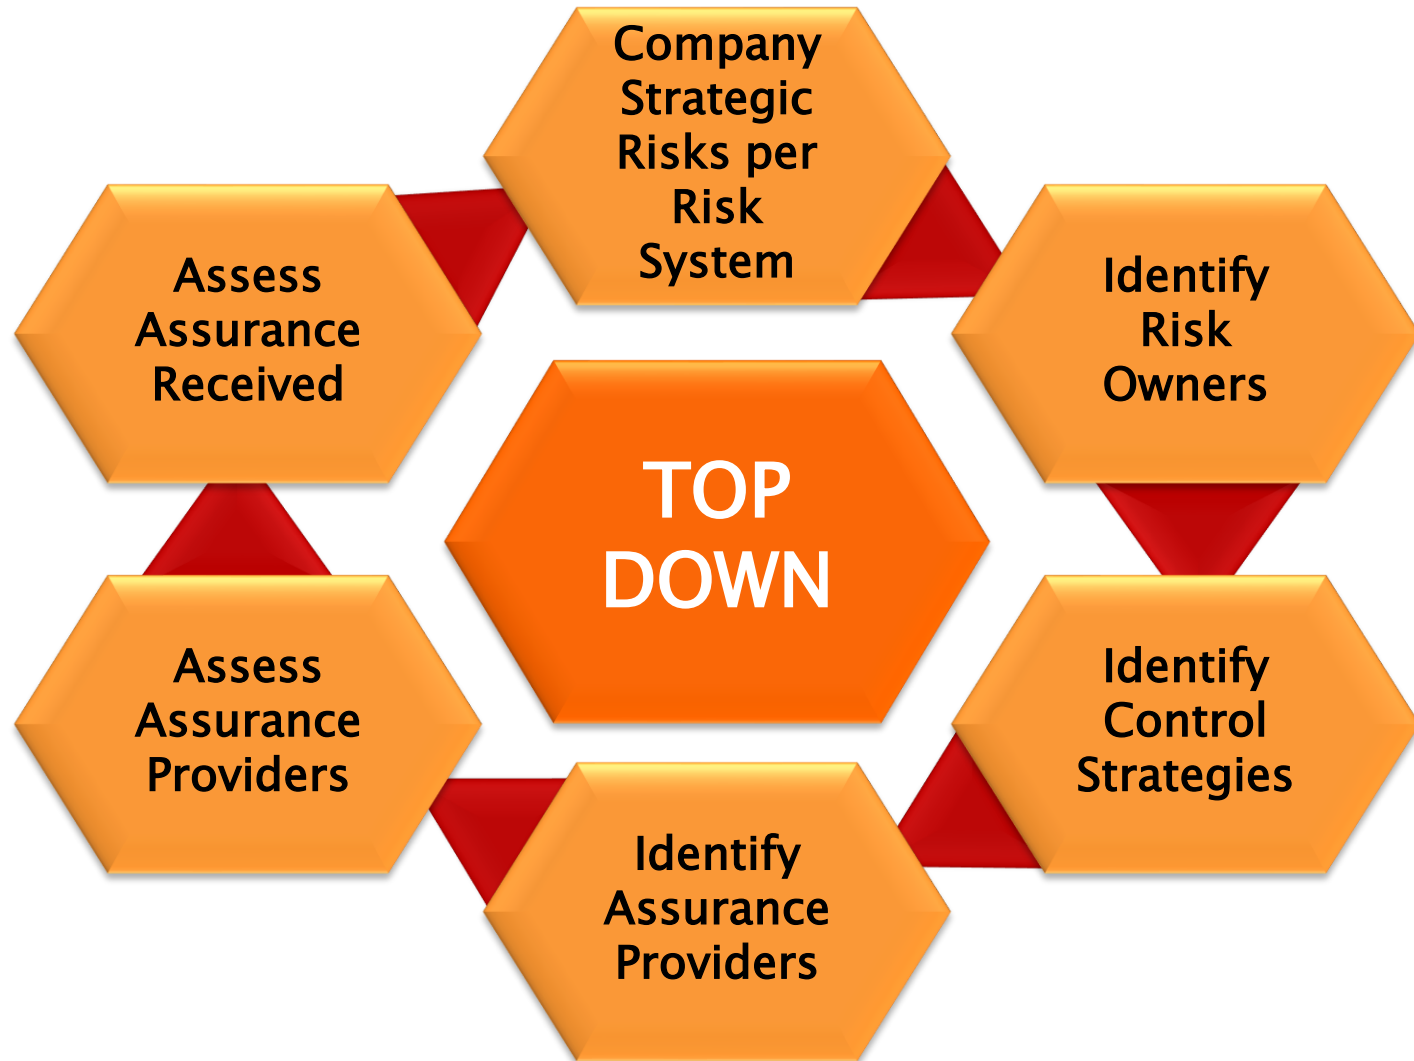 Company
Strategic
Risks per
Risk
System
Identify
Risk
Owners
Identify
Control
Strategies
Identify
Assurance
Providers
Assess
Assurance
Providers
Assess
Assurance
Received
TOP
DOWN